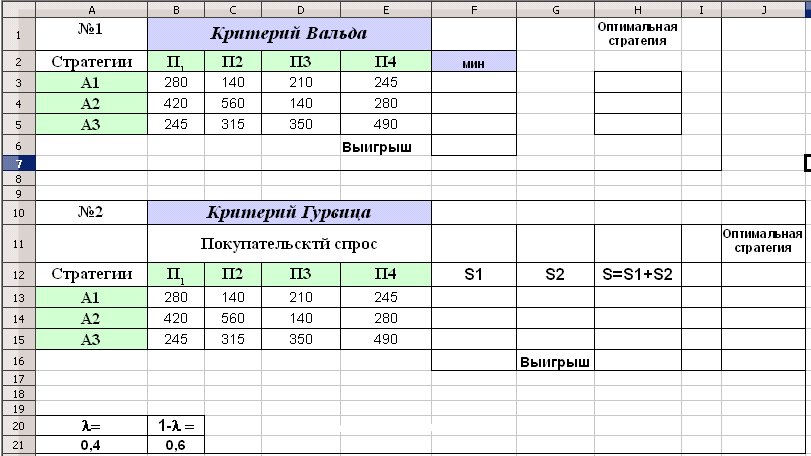 A B C D E F G H I J
1 №1 Критерий Вальда Оптимальная стратегия
2 Стратегии П1 П2 П3 П4 мин
3 А1 280 140 210 245
4 А2 420 560 140 280
5 А3 245 315 350 490
6 Выигрыш
7
8
9
10 №2 Критерий Гурвица
11 Покупательсктй спрос Оптимальная стратегия
12 Стратегии П1 П2 П3 П4 S1 S2 S=S1+S2
13 А1 280 140 210 245
14 А2 420 560 140 280
15 А3 245 315 350 490
16 Выигрыш
17
18
19
20 λ= 1-λ =
21 0,4 0,6